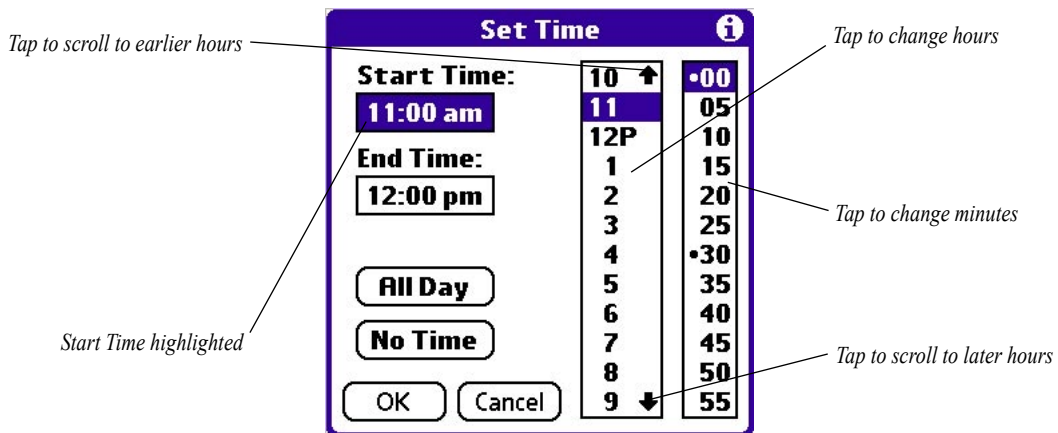 Set Time
i
Tap to scroll to earlier hours
Tap to change hours
Start Time:
11:00 am
End Time:
12:00 pm
All Day
No Time
OK
Cancel
10
11
12P
1
2
3
4
5
6
7
8
9
•00
05
10
15
20
25
•30
35
40
45
50
55
Tap to change minutes
Start Time highlighted
Tap to scroll to later hours